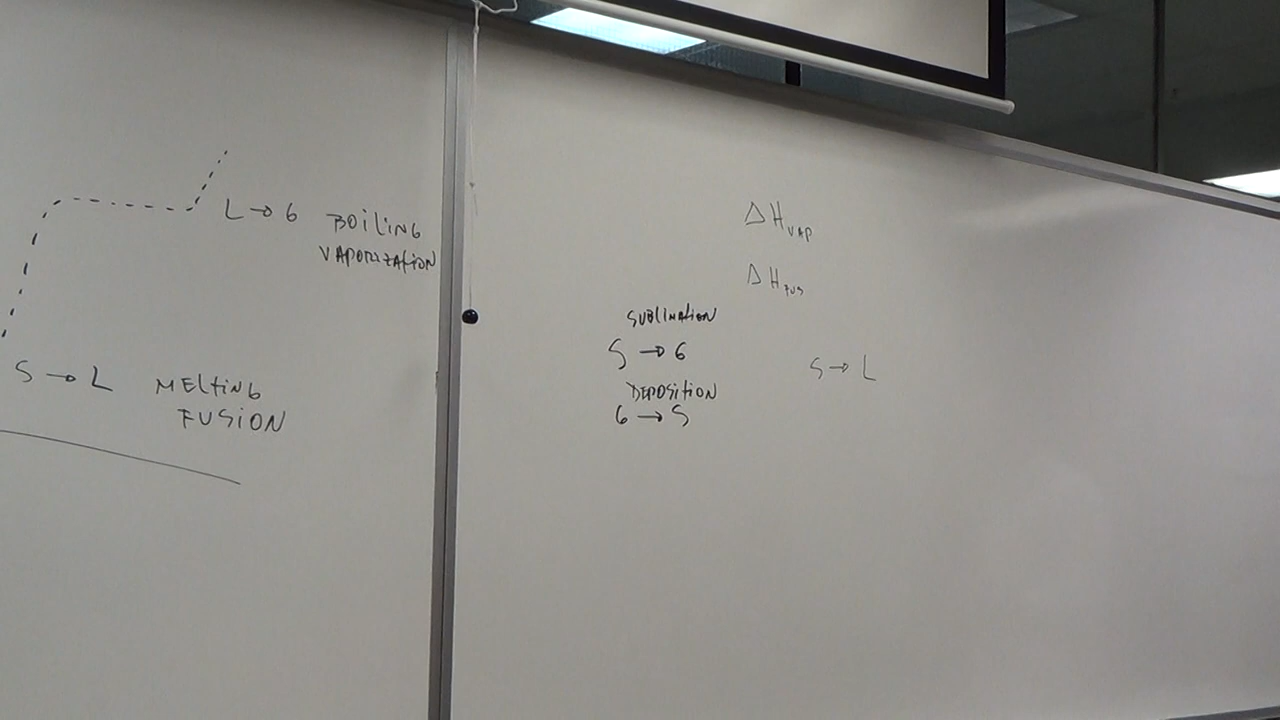 L → G BOILING
VAPORIZATION
S → L MELTING
FUSION
ΔH VAP
ΔH FUS
SUBLIMATION
S → G
DEPOSITION
G → S
S → L